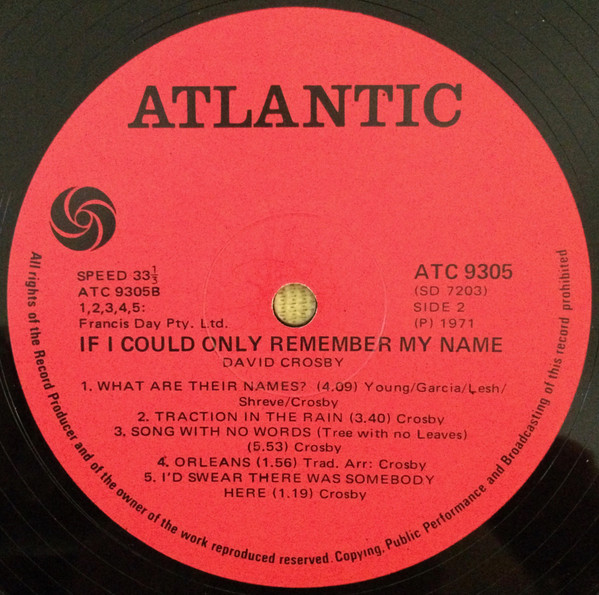 ATLANTIC
SPEED 33⅓
ATC 9305B
1,2,3,4,5:
Francis Day Pty. Ltd.
ATC 9305
(SD 7203)
SIDE 2
(P) 1971
IF I COULD ONLY REMEMBER MY NAME
DAVID CROSBY
1. WHAT ARE THEIR NAMES? (4.09) Young/Garcia/Lesh/
Shreve/Crosby
2. TRACTION IN THE RAIN (3.40) Crosby
3. SONG WITH NO WORDS (Tree with no Leaves)
(5.53) Crosby
4. ORLEANS (1.56) Trad. Arr: Crosby
5. I'D SWEAR THERE WAS SOMEBODY
HERE (1.19) Crosby
All rights of the Record Producer and of the owner of the work reproduced reserved. Copying, Public Performance and Broadcasting of this record prohibited